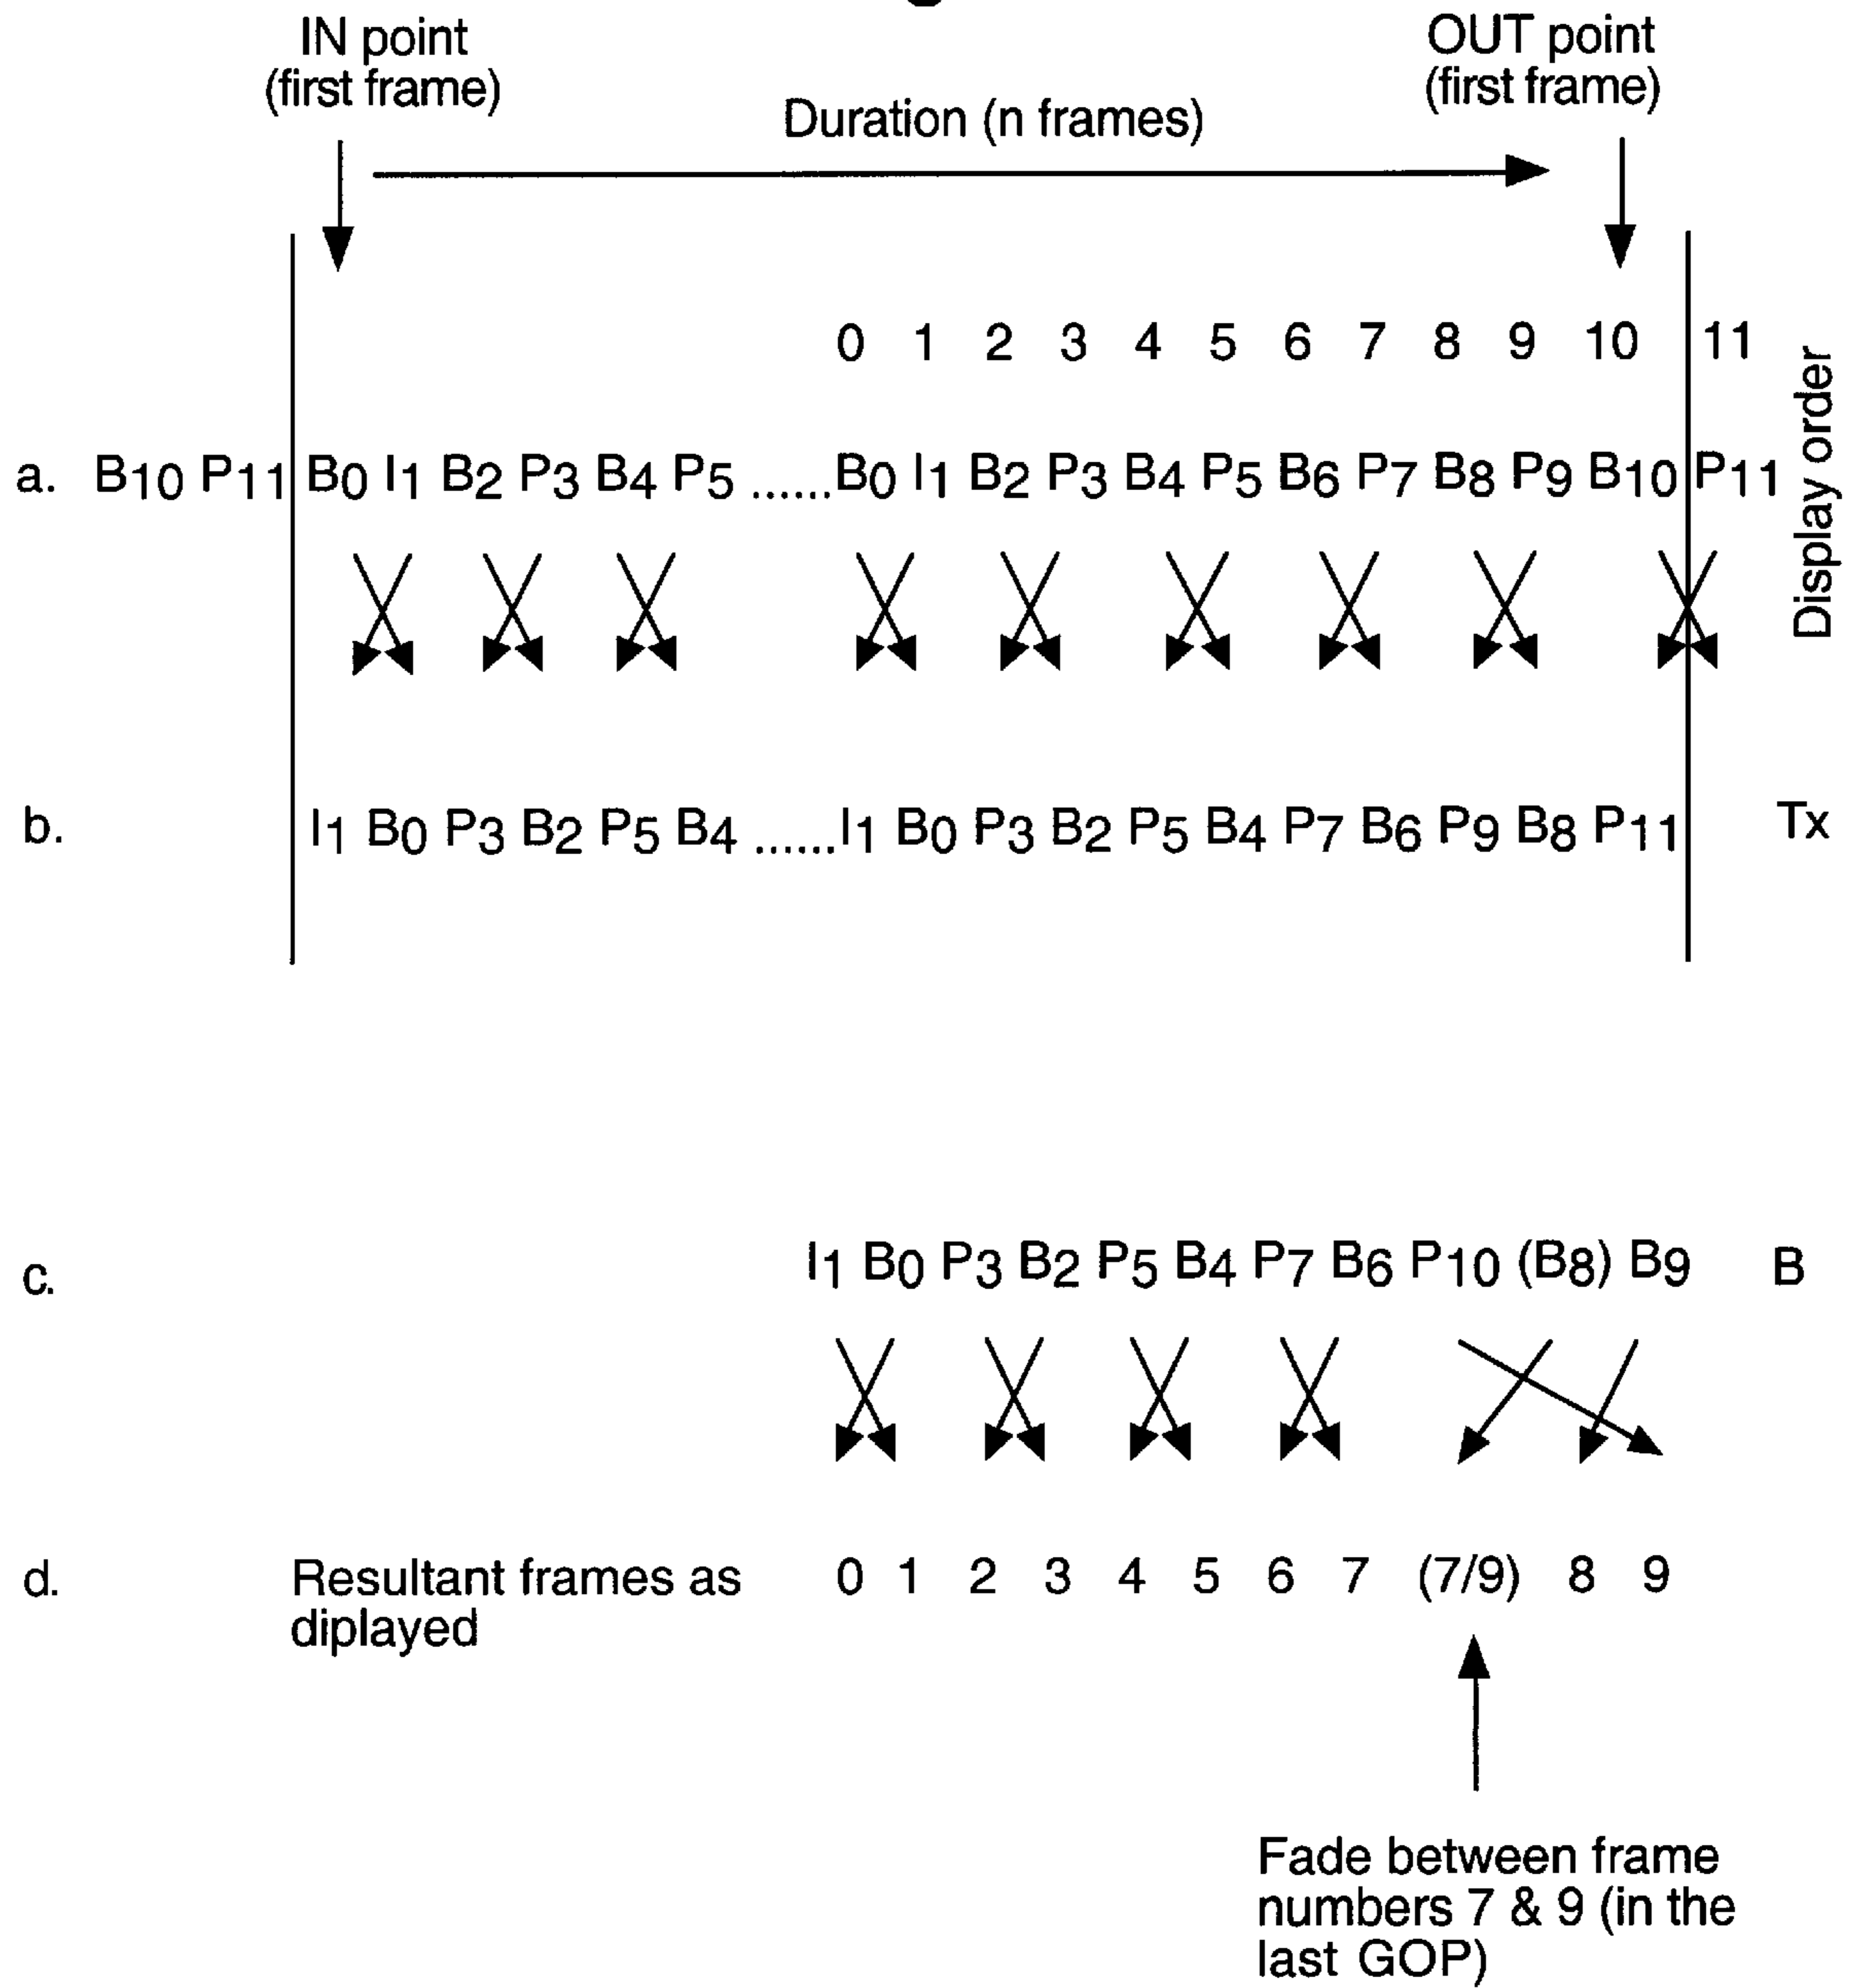 IN point
(first frame)
OUT point
(first frame)
Duration (n frames)
0 1 2 3 4 5 6 7 8 9 10 11
Display order
a. B10 P11 B0 I1 B2 P3 B4 P5 ...... B0 I1 B2 P3 B4 P5 B6 P7 B8 P9 B10 P11
b. I1 B0 P3 B2 P5 B4 ...... I1 B0 P3 B2 P5 B4 P7 B6 P9 B8 P11 Tx
c. I1 B0 P3 B2 P5 B4 P7 B6 P10 (B8) B9 B
d. Resultant frames as
diplayed
0 1 2 3 4 5 6 7 (7/9) 8 9
Fade between frame
numbers 7 & 9 (in the
last GOP)